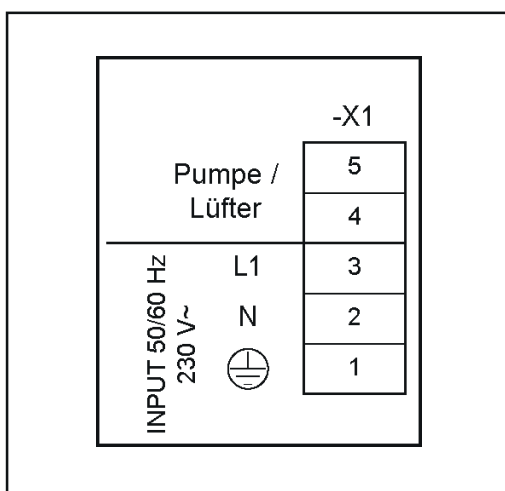 -X1
Pumpe /
Lüfter
5
4
L1
3
N
2
1
INPUT 50/60 Hz
230 V~